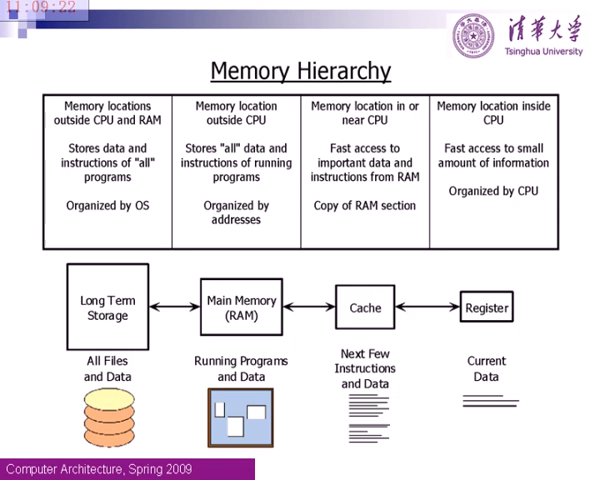 11:09:22
清华大学
Tsinghua University
Memory Hierarchy
Memory locations
outside CPU and RAM
Stores data and
instructions of "all"
programs
Organized by OS
Memory location
outside CPU
Stores "all" data and
instructions of running
programs
Organized by
addresses
Memory location in or
near CPU
Fast access to
important data and
instructions from RAM
Copy of RAM section
Memory location inside
CPU
Fast access to small
amount of information
Organized by CPU
Long Term
Storage
Main Memory
(RAM)
Cache
Register
All Files
and Data
Running Programs
and Data
Next Few
Instructions
and Data
Current
Data
Computer Architecture, Spring 2009